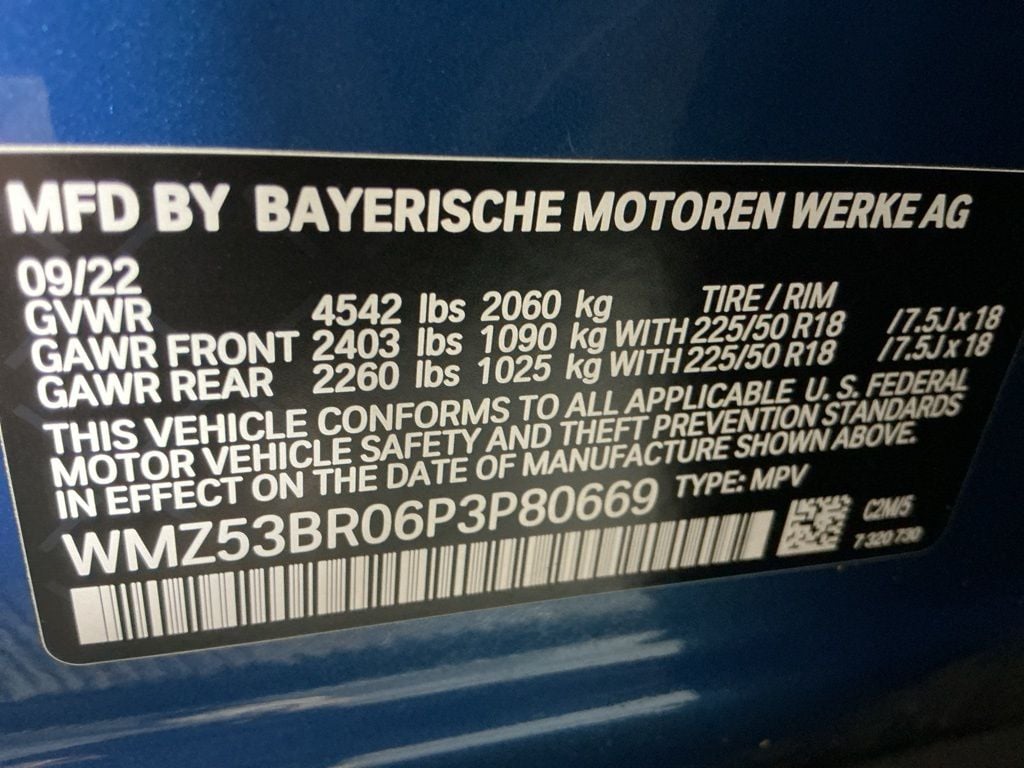 MFD BY BAYERISCHE MOTOREN WERKE AG
09/22 TIRE / RIM
GVWR 4542 lbs 2060 kg
GAWR FRONT 2403 lbs 1090 kg WITH 225/50 R18 / 7.5J x 18
GAWR REAR 2260 lbs 1025 kg WITH 225/50 R18 / 7.5J x 18
THIS VEHICLE CONFORMS TO ALL APPLICABLE U. S. FEDERAL
MOTOR VEHICLE SAFETY AND THEFT PREVENTION STANDARDS
IN EFFECT ON THE DATE OF MANUFACTURE SHOWN ABOVE.
WMZ53BR06P3P80669 TYPE: MPV
C2M/5
7 320 730